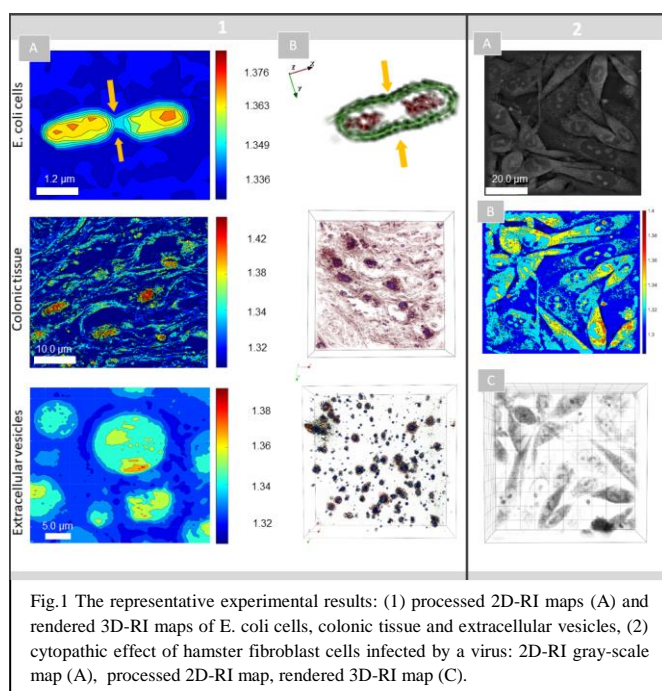 1
2
A
B
A
E. coli cells
1.376
1.363
1.349
1.336
1.2 µm
20.0 µm
B
Colonic tissue
1.42
1.38
1.34
1.32
10.0 µm
C
Extracellular vesicles
1.38
1.36
1.34
1.32
5.0 µm
Fig.1 The representative experimental results: (1) processed 2D-RI maps (A) and
rendered 3D-RI maps of E. coli cells, colonic tissue and extracellular vesicles, (2)
cytopathic effect of hamster fibroblast cells infected by a virus: 2D-RI gray-scale
map (A), processed 2D-RI map, rendered 3D-RI map (C).